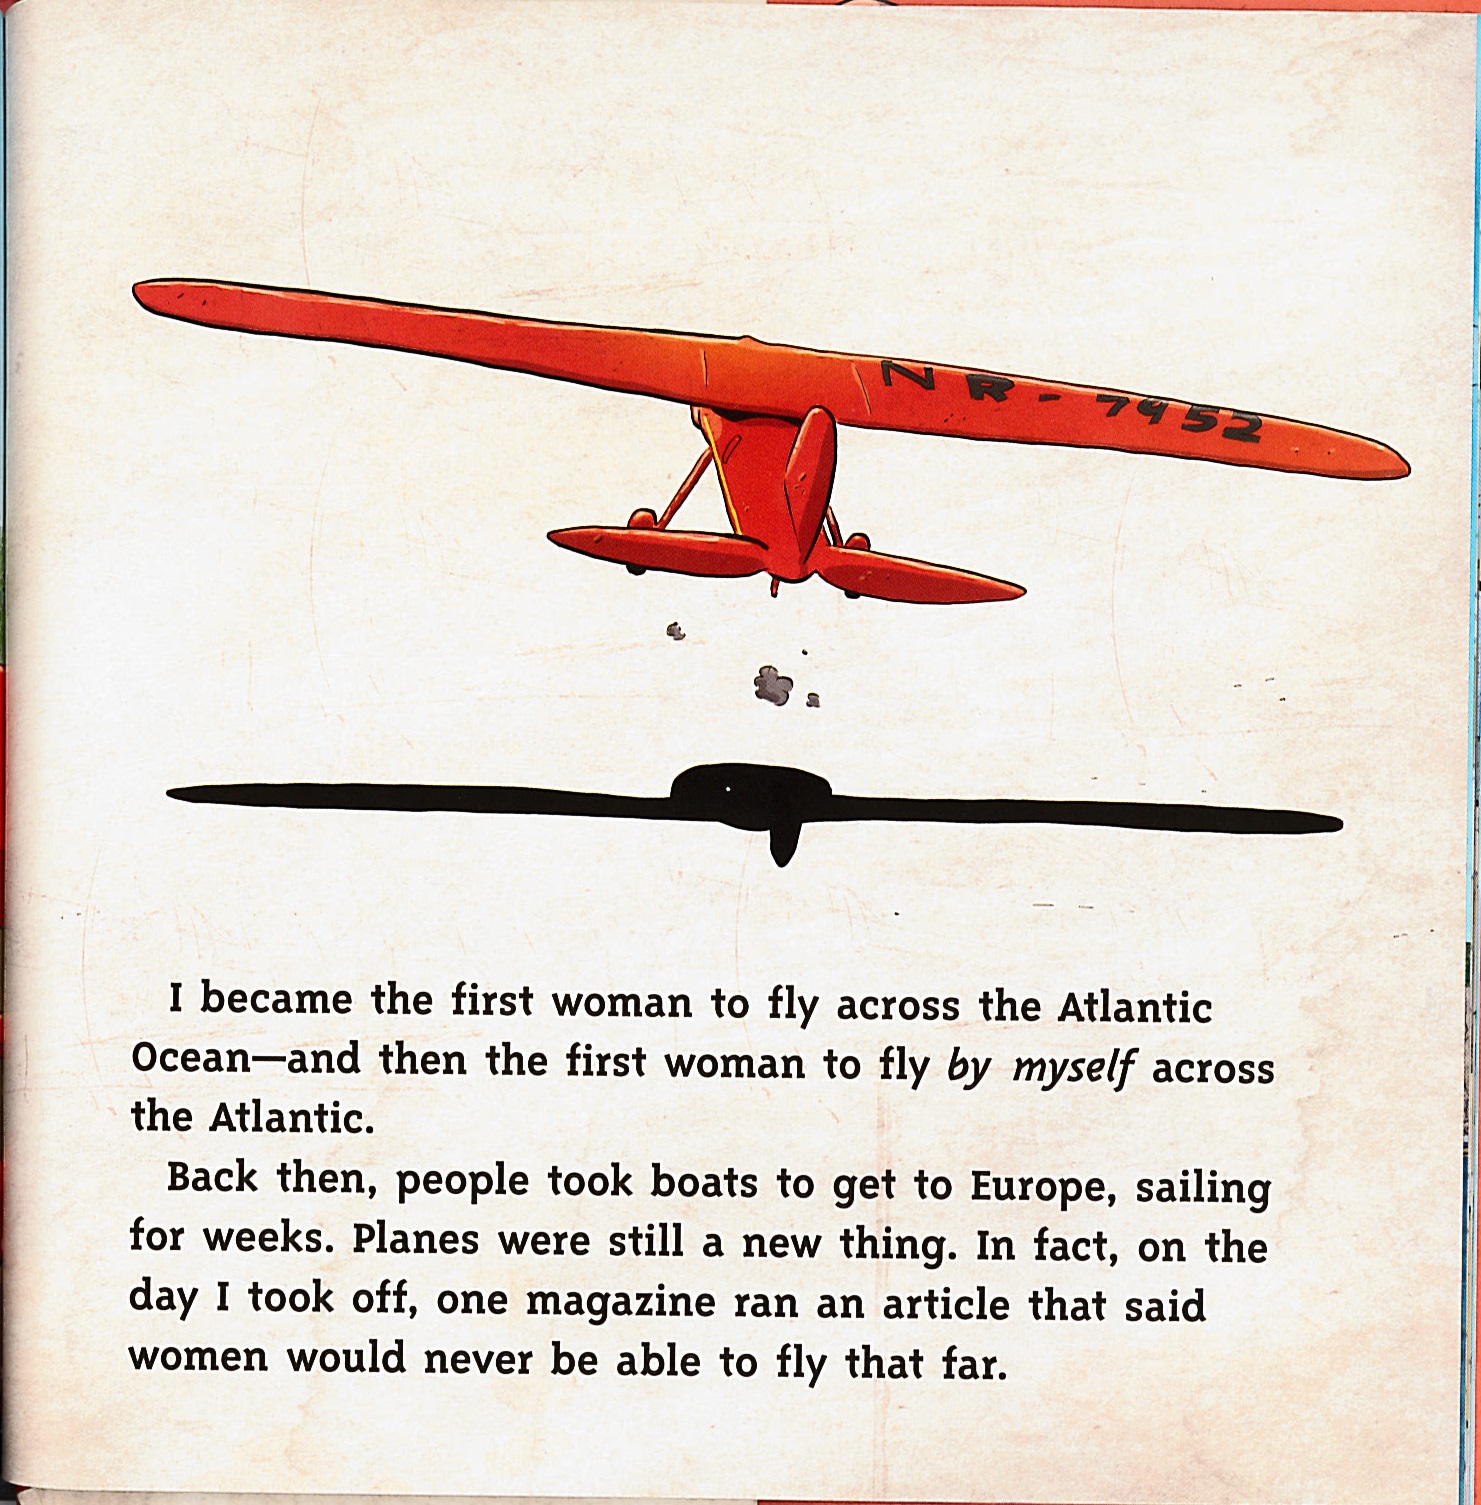 NR-7952
I became the first woman to fly across the Atlantic
Ocean—and then the first woman to fly by myself across
the Atlantic.
Back then, people took boats to get to Europe, sailing
for weeks. Planes were still a new thing. In fact, on the
day I took off, one magazine ran an article that said
women would never be able to fly that far.